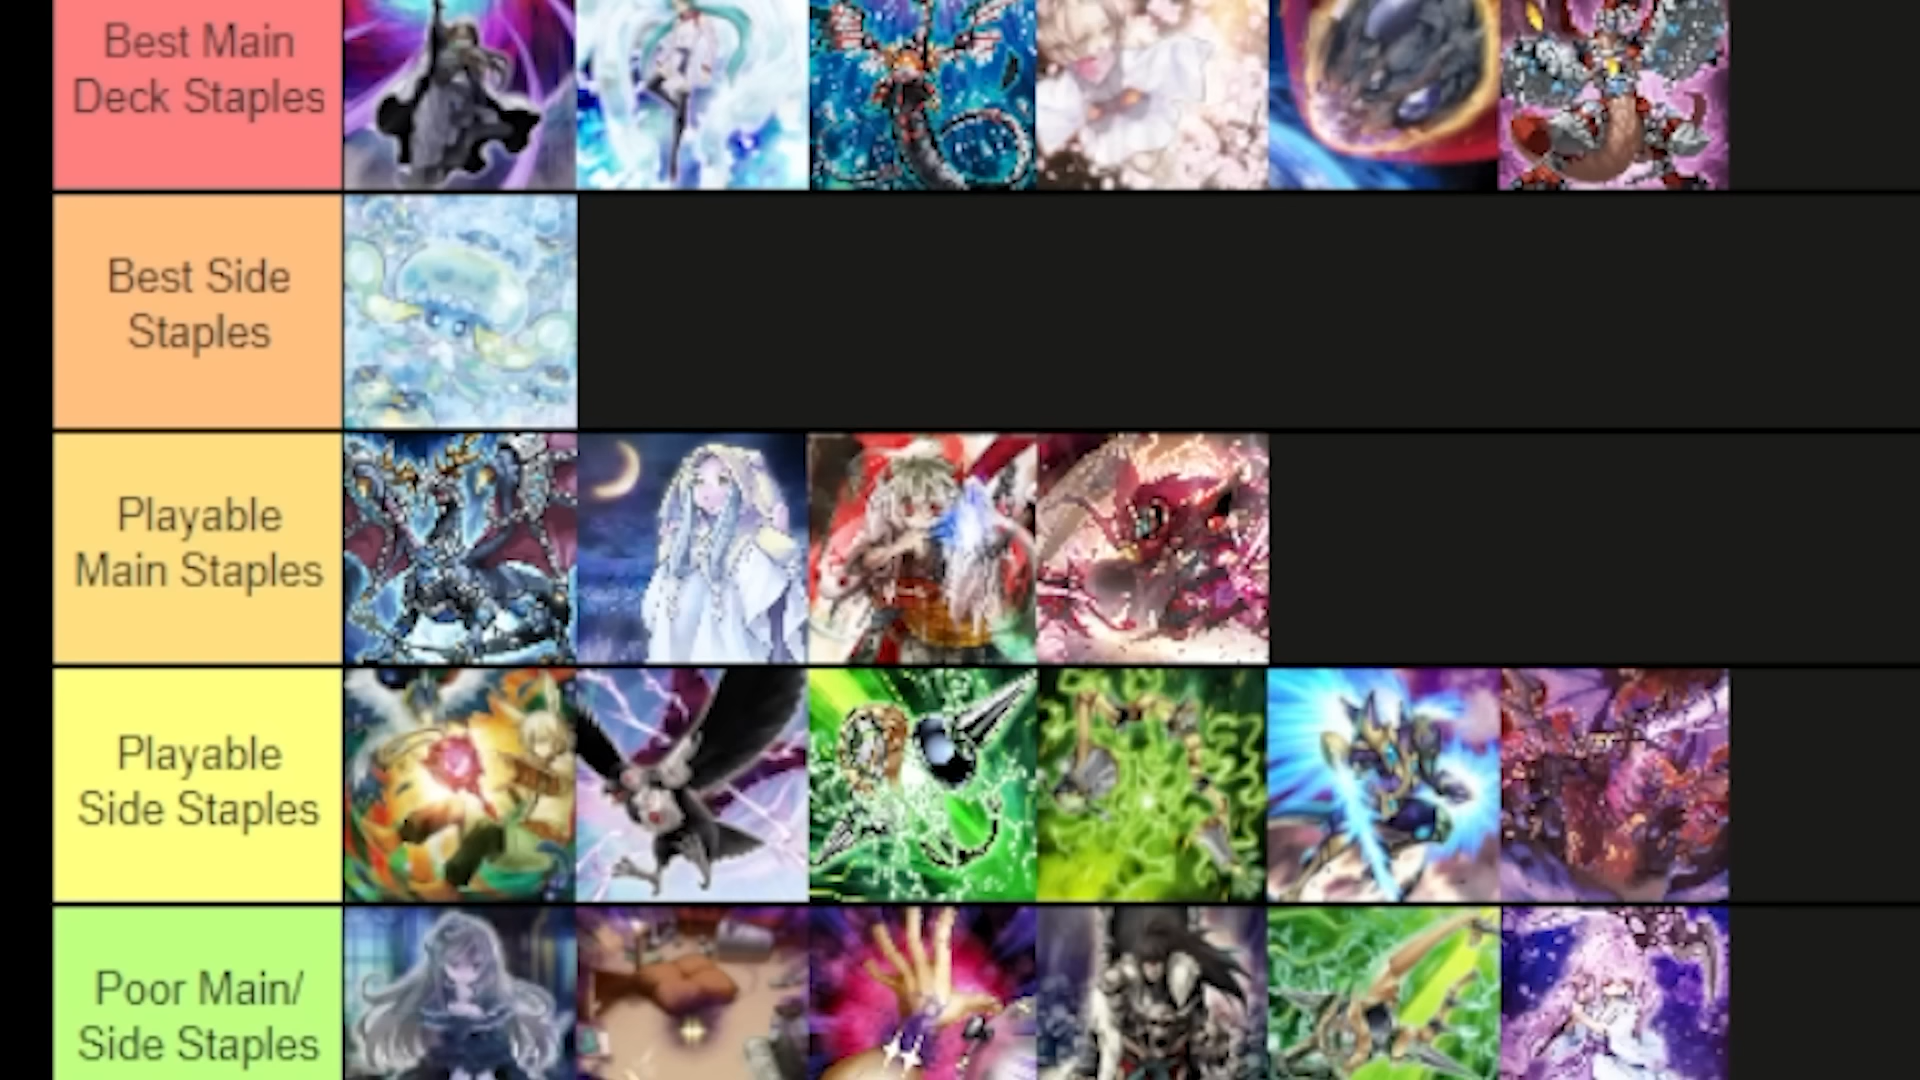 Best Main
Deck Staples
Best Side
Staples
Playable
Main Staples
Playable
Side Staples
Poor Main/
Side Staples